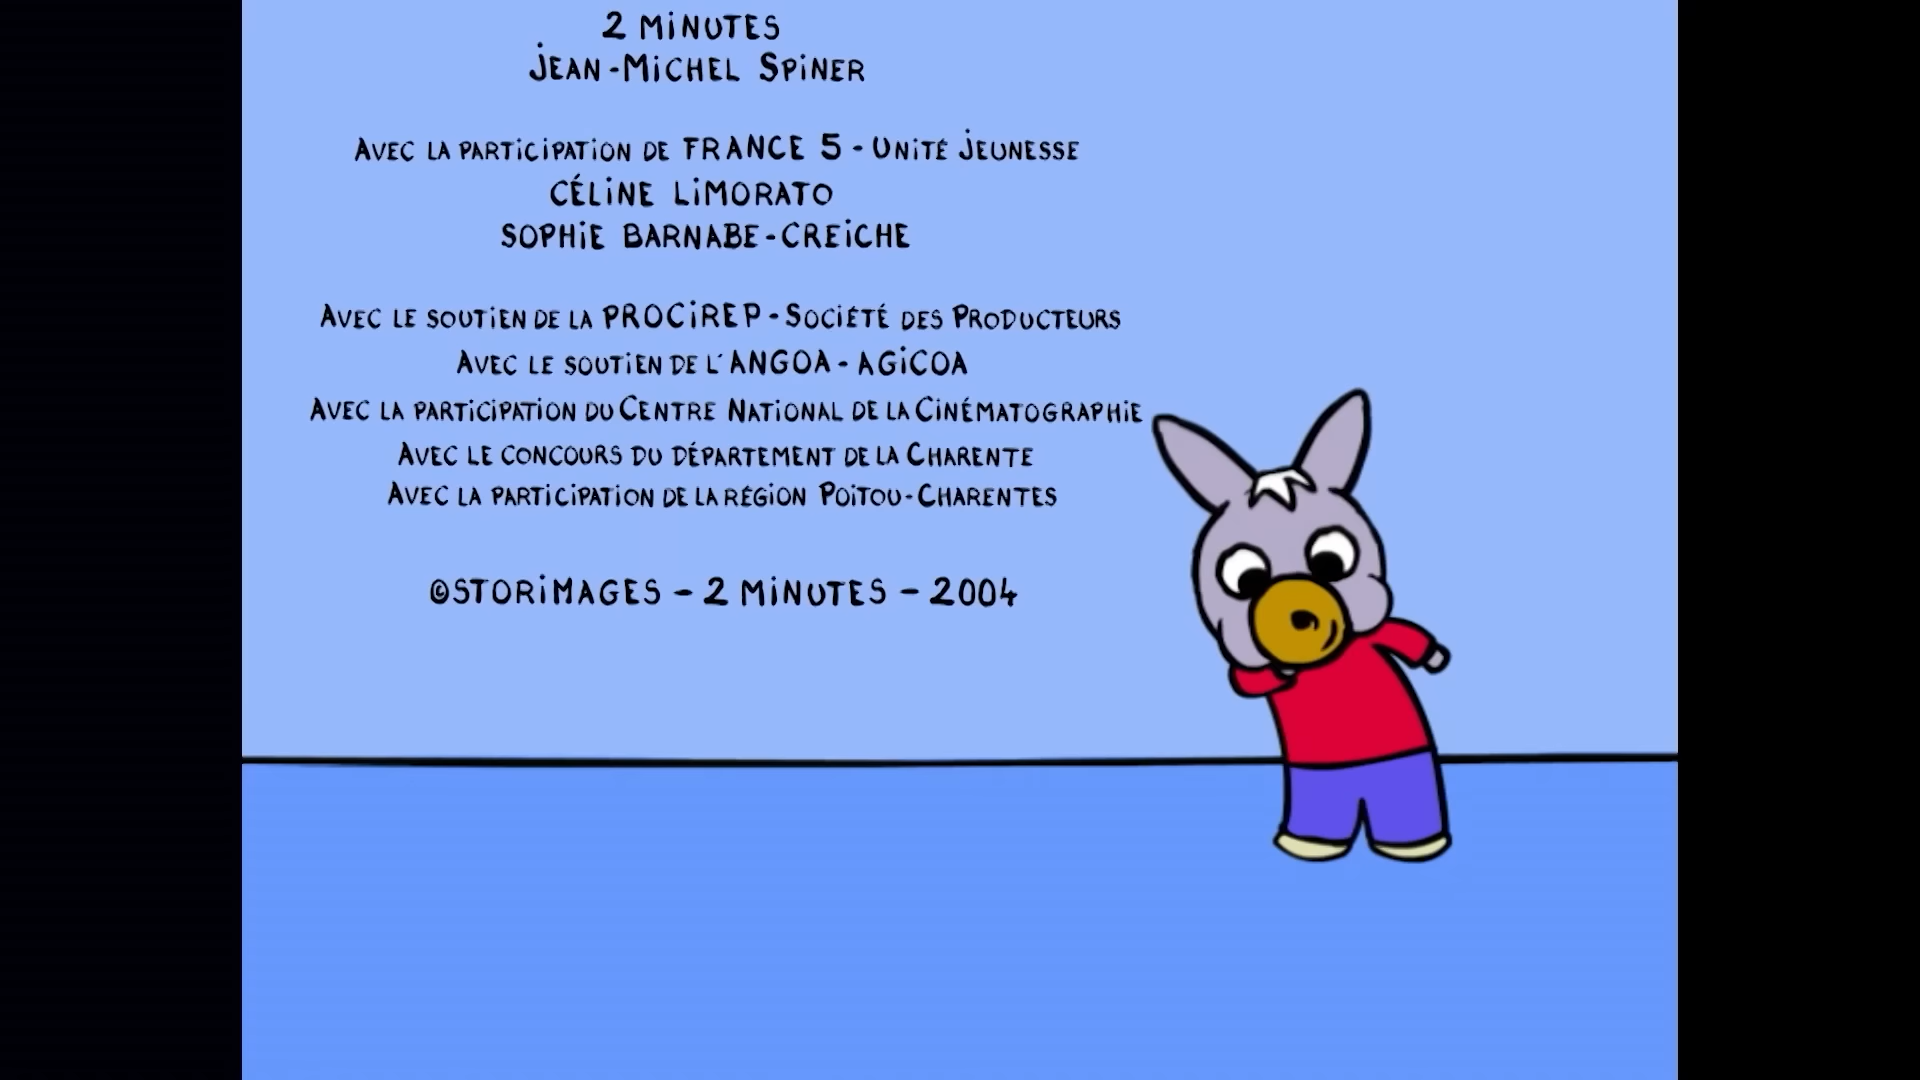 2 MiNUTES
JEAN-MiCHEL SPiNER
AVEC LA PARTiCiPATiON DE FRANCE 5 - UNiTÉ JEUNESSE
CÉLiNE LiMORATO
SOPHiE BARNABE-CREiCHE
AVEC LE SOUTiEN DE LA PROCiREP - SOCiÉTÉ DES PRODUCTEURS
AVEC LE SOUTiEN DE L'ANGOA - AGiCOA
AVEC LA PARTiCiPATiON DU CENTRE NATiONAL DE LA CiNÉMATOGRAPHiE
AVEC LE CONCOURS DU DÉPARTEMENT DE LA CHARENTE
AVEC LA PARTiCiPATiON DE LA RÉGiON POiTOU-CHARENTES
©STORiMAGES - 2 MiNUTES - 2004